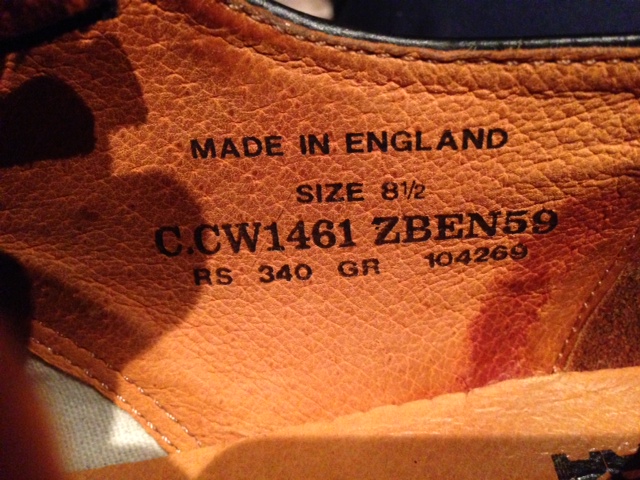 MADE IN ENGLAND
SIZE 8½
C.CW1461 ZBEN59
RS 340 GR 104269